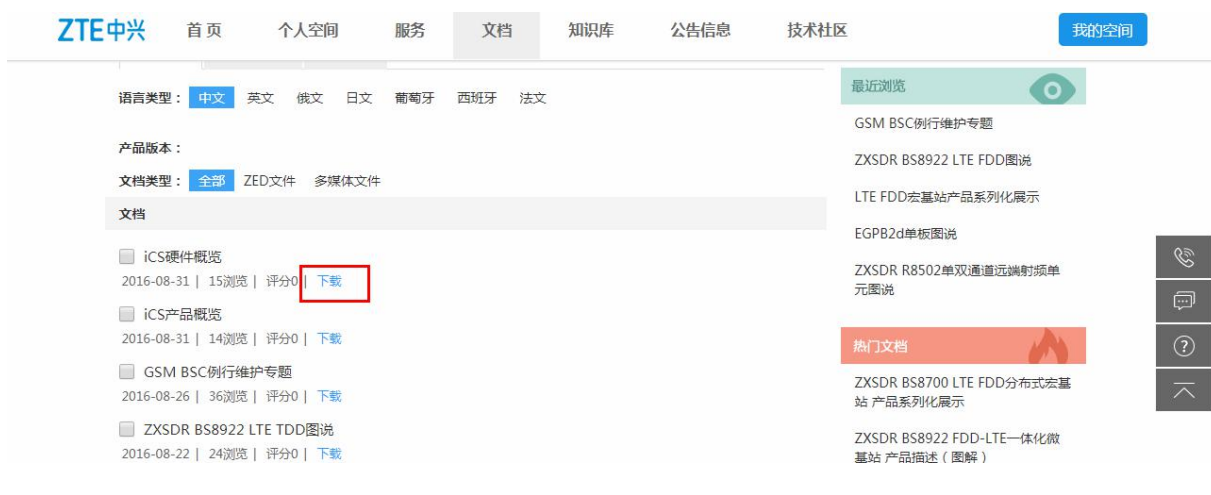 ZTE中兴 首页 个人空间 服务 文档 知识库 公告信息 技术社区 我的空间
语言类型： 中文 英文 俄文 日文 葡萄牙 西班牙 法文
产品版本：
文档类型： 全部 ZED文件 多媒体文件
文档
iCS硬件概览
2016-08-31 | 15浏览 | 评分0 | 下载
iCS产品概览
2016-08-31 | 14浏览 | 评分0 | 下载
GSM BSC例行维护专题
2016-08-26 | 36浏览 | 评分0 | 下载
ZXSDR BS8922 LTE TDD图说
2016-08-22 | 24浏览 | 评分0 | 下载
最近浏览
GSM BSC例行维护专题
ZXSDR BS8922 LTE FDD图说
LTE FDD宏基站产品系列化展示
EGPB2d单板图说
ZXSDR R8502单双通道远端射频单
元图说
热门文档
ZXSDR BS8700 LTE FDD分布式宏基
站 产品系列化展示
ZXSDR BS8922 FDD-LTE一体化微
基站 产品描述（图解）